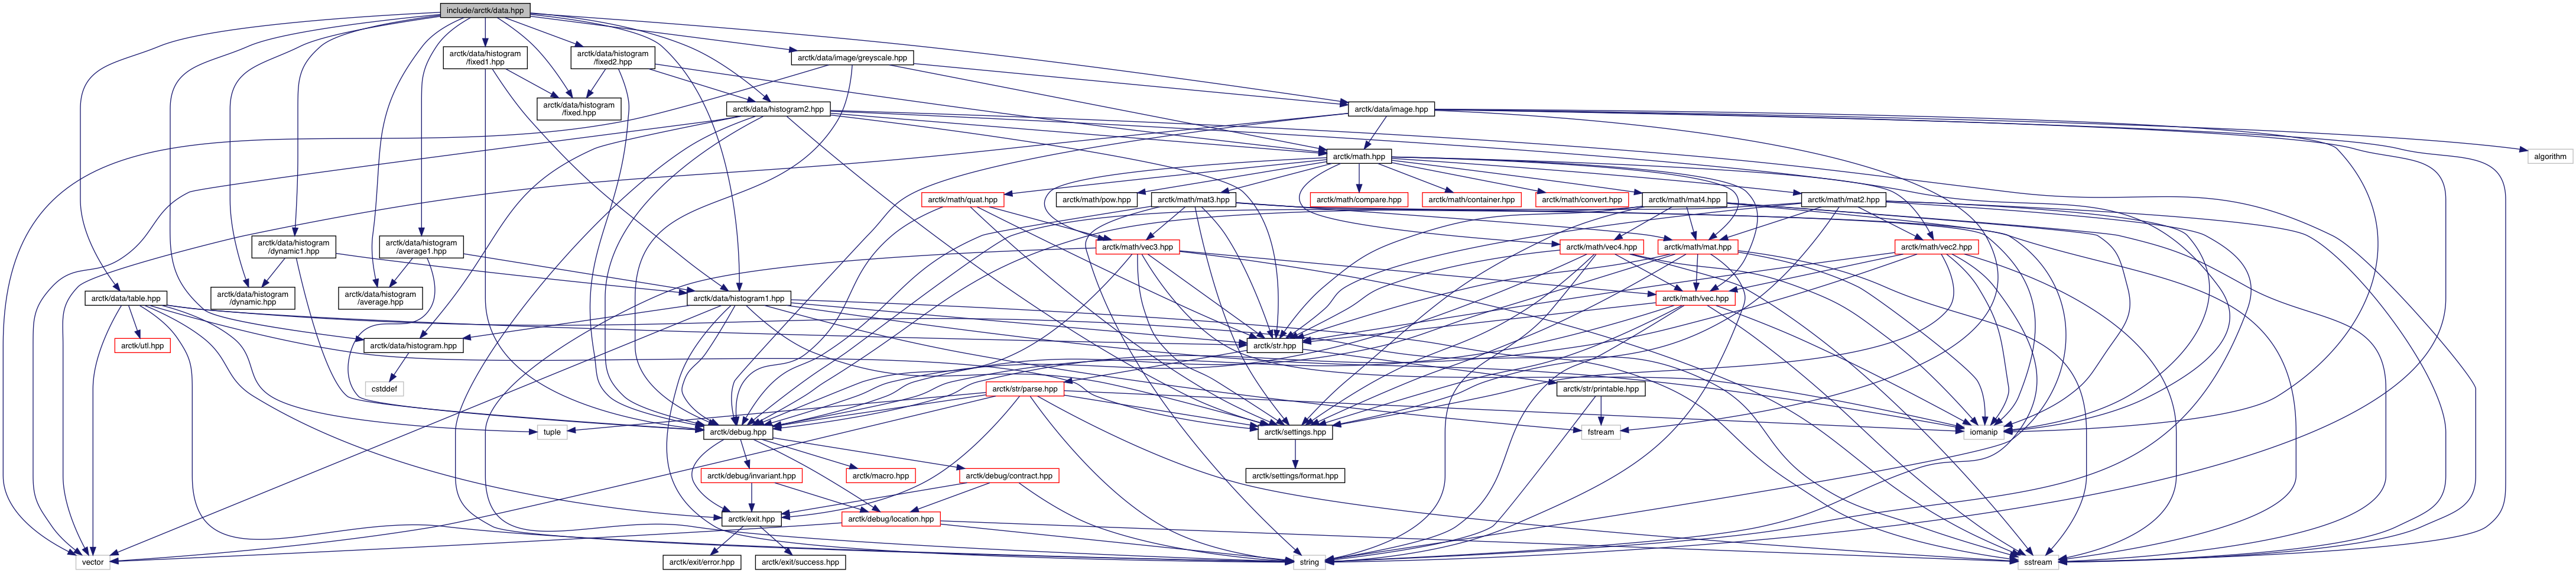 include/arctk/data.hpp
arctk/data/histogram
/fixed1.hpp
arctk/data/histogram
/fixed2.hpp
arctk/data/image/greyscale.hpp
arctk/data/histogram
/fixed.hpp
arctk/data/histogram2.hpp
arctk/data/image.hpp
arctk/math.hpp
algorithm
arctk/math/quat.hpp
arctk/math/pow.hpp
arctk/math/mat3.hpp
arctk/math/compare.hpp
arctk/math/container.hpp
arctk/math/convert.hpp
arctk/math/mat4.hpp
arctk/math/mat2.hpp
arctk/data/histogram
/dynamic1.hpp
arctk/data/histogram
/average1.hpp
arctk/math/vec3.hpp
arctk/math/vec4.hpp
arctk/math/mat.hpp
arctk/math/vec2.hpp
arctk/data/table.hpp
arctk/data/histogram
/dynamic.hpp
arctk/data/histogram
/average.hpp
arctk/data/histogram1.hpp
arctk/math/vec.hpp
arctk/utl.hpp
arctk/data/histogram.hpp
arctk/str.hpp
cstddef
arctk/str/parse.hpp
arctk/str/printable.hpp
tuple
arctk/debug.hpp
arctk/settings.hpp
fstream
iomanip
arctk/debug/invariant.hpp
arctk/macro.hpp
arctk/debug/contract.hpp
arctk/settings/format.hpp
arctk/exit.hpp
arctk/debug/location.hpp
vector
arctk/exit/error.hpp
arctk/exit/success.hpp
string
sstream